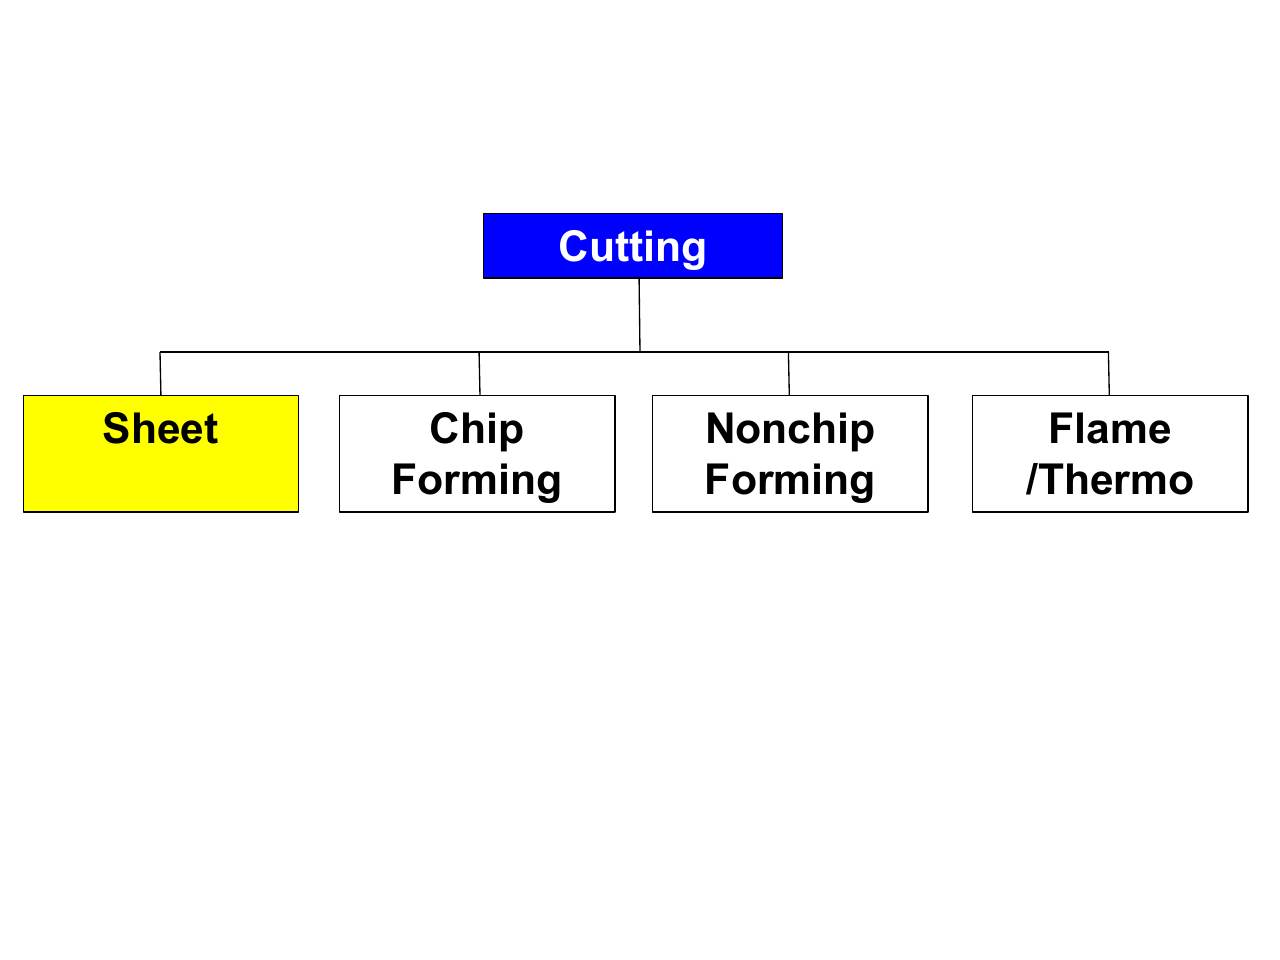 Cutting
Sheet
Chip
Forming
Nonchip
Forming
Flame
/Thermo